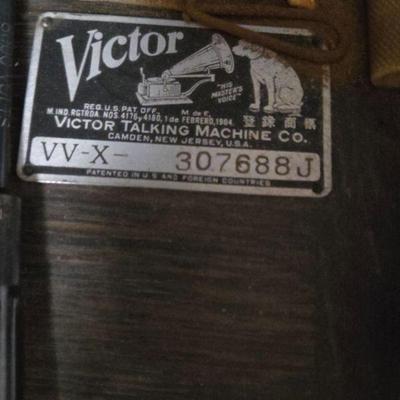 Victor
"HIS
MASTER'S
VOICE"
REG. U.S. PAT. OFF. M. de F.
M. IND. RGTRDA. NOS. 4176, 4180, 1 de FEBRERO, 1904. 標商録登
VICTOR TALKING MACHINE CO.
CAMDEN, NEW JERSEY, U.S.A.
VV-X- 307688J
PATENTED IN U.S. AND FOREIGN COUNTRIES